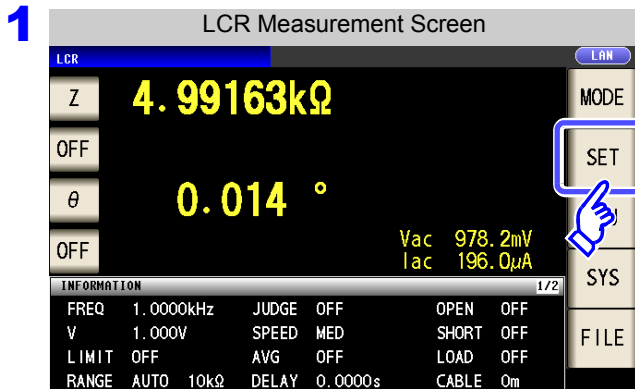 1
LCR Measurement Screen
LCR
LAN
Z 4.99163kΩ
MODE
OFF
SET
θ 0.014 °
OFF
Vac 978.2mV
Iac 196.0µA
SYS
INFORMATION 1/2
FREQ 1.0000kHz JUDGE OFF OPEN OFF
V 1.000V SPEED MED SHORT OFF
FILE
LIMIT OFF AVG OFF LOAD OFF
RANGE AUTO 10kΩ DELAY 0.0000s CABLE 0m